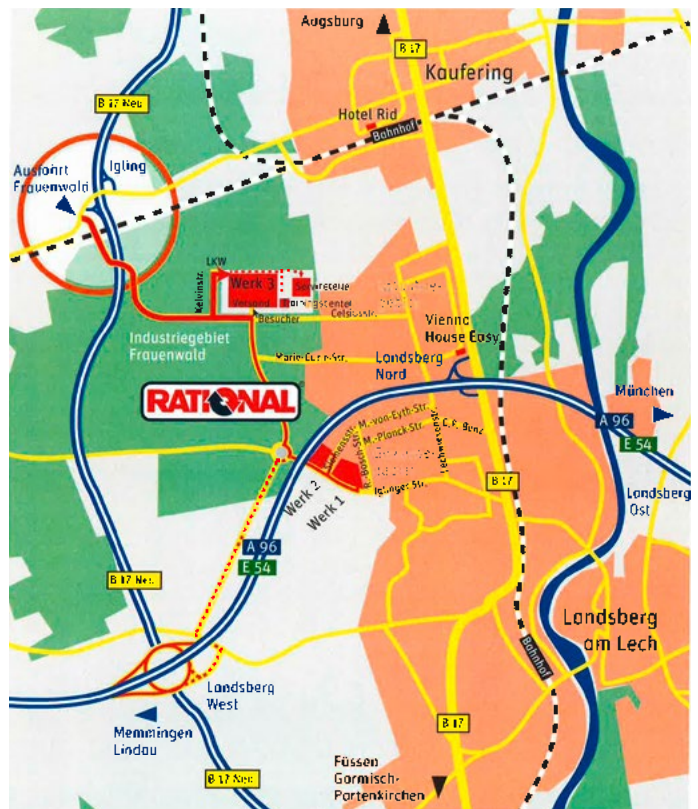 Augsburg
B 17
Kaufering
B 17 Neu
Hotel Rid
Bahnhof
Igling
Ausfahrt
Frauenwald
LKW
Kelvinstr.
Werk 3
Versand
Besucher
Celsiusstr.
Industriegebiet
Frauenwald
Marie-Curie-Str.
Vienna
House Easy
Landsberg
Nord
München
RATIONAL
A 96
E 54
Siemensstr.
M.-von-Eyth-Str.
M.-Planck-Str.
R.-Bosch-Str.
Iglinger Str.
Werk 2
Werk 1
B 17
Landsberg
Ost
A 96
E 54
B 17 Neu
Landsberg
am Lech
Bahnhof
Landsberg
West
Memmingen
Lindau
B 17
B 17 Neu
Füssen
Garmisch-
Partenkirchen